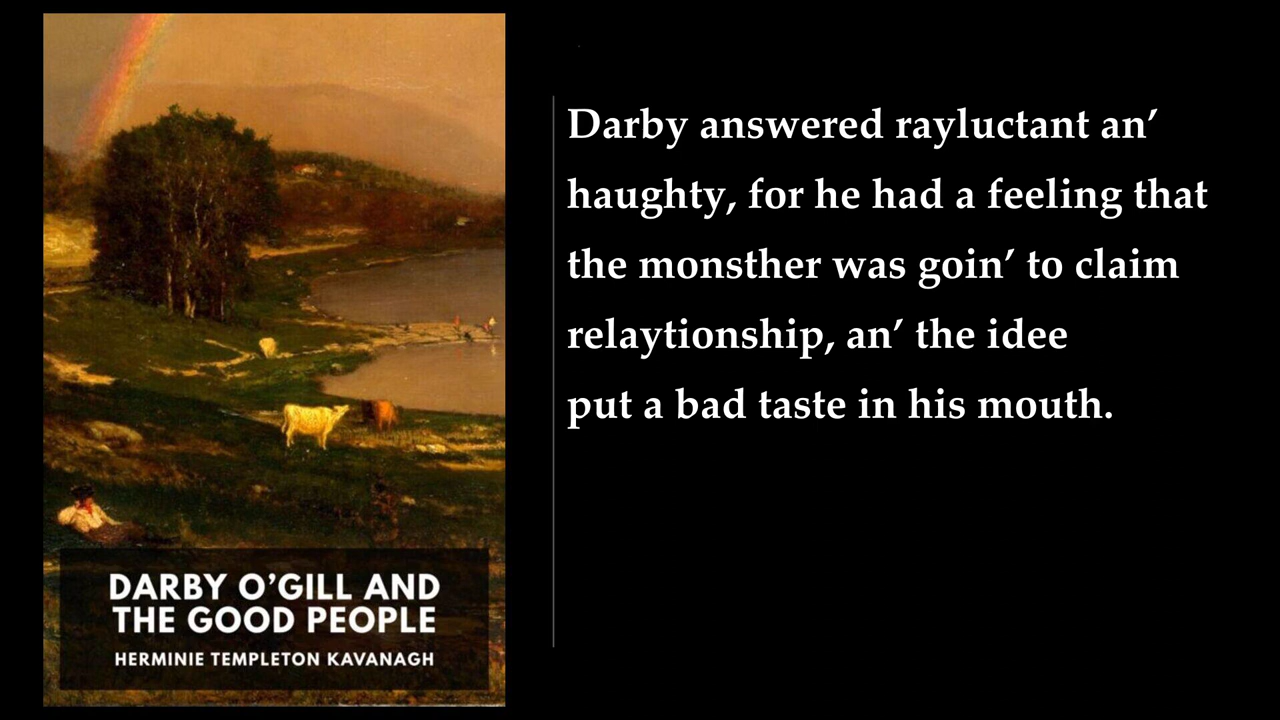 DARBY O’GILL AND
THE GOOD PEOPLE
HERMINIE TEMPLETON KAVANAGH
Darby answered rayluctant an’
haughty, for he had a feeling that
the monsther was goin’ to claim
relaytionship, an’ the idee
put a bad taste in his mouth.